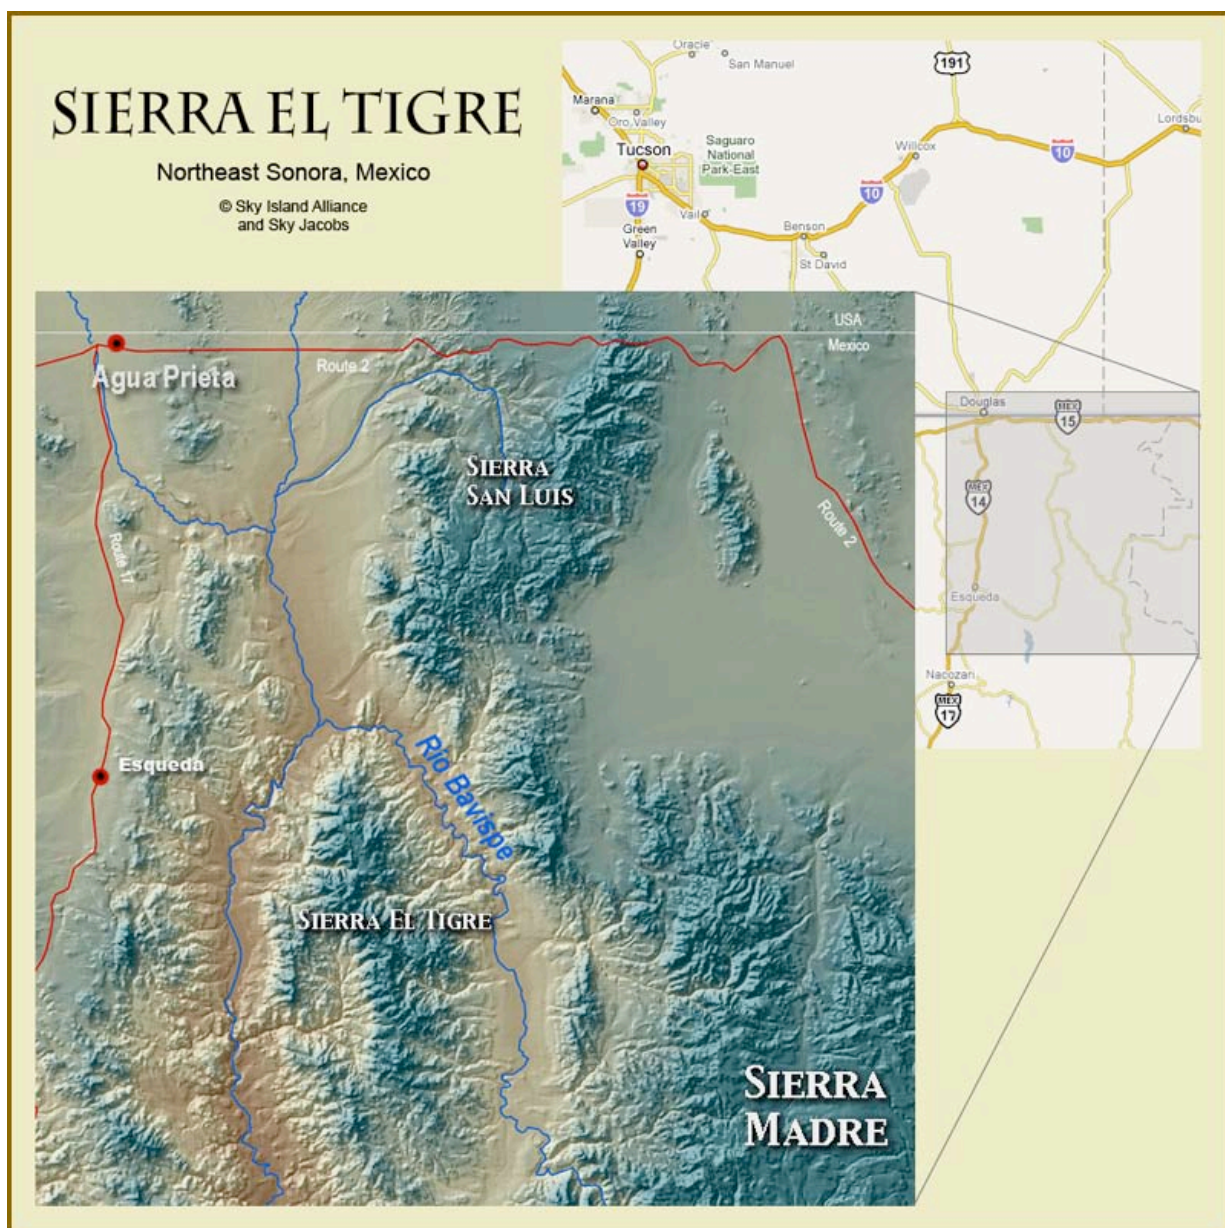 SIERRA EL TIGRE
Northeast Sonora, Mexico
© Sky Island Alliance
and Sky Jacobs
Oracle
San Manuel
191
Marana
Oro Valley
Lordsbu
Tucson
Saguaro
National
Park-East
Willcox
10
10
19
Vail
Green
Valley
Benson
St David
USA
Mexico
Route 2
Agua Prieta
SIERRA
SAN LUIS
Route 2
Route 17
Esqueda
Rio Bavispe
SIERRA EL TIGRE
SIERRA
MADRE
Douglas
MEX
15
MEX
14
Esqueda
Nacozari
MEX
17